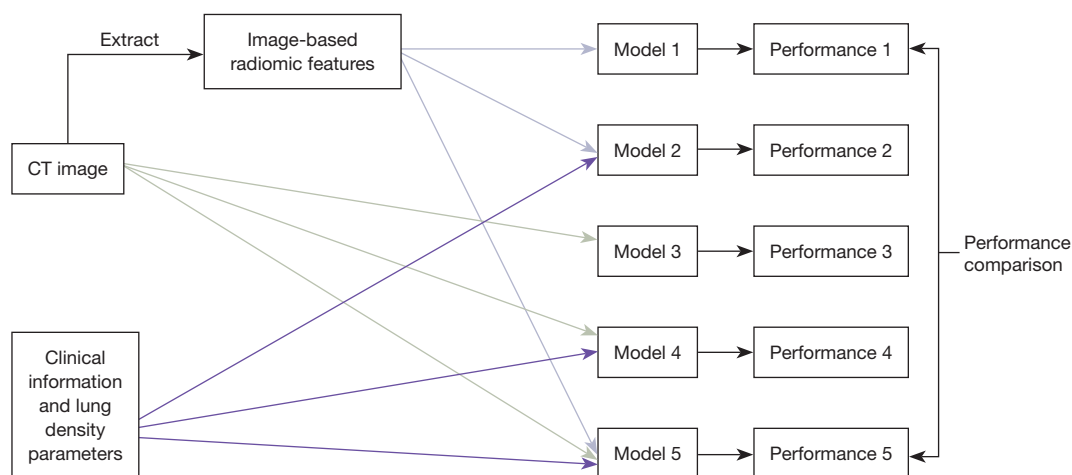 Extract
Image-based
radiomic features
Model 1
Performance 1
CT image
Model 2
Performance 2
Model 3
Performance 3
Performance
comparison
Clinical
information
and lung
density
parameters
Model 4
Performance 4
Model 5
Performance 5